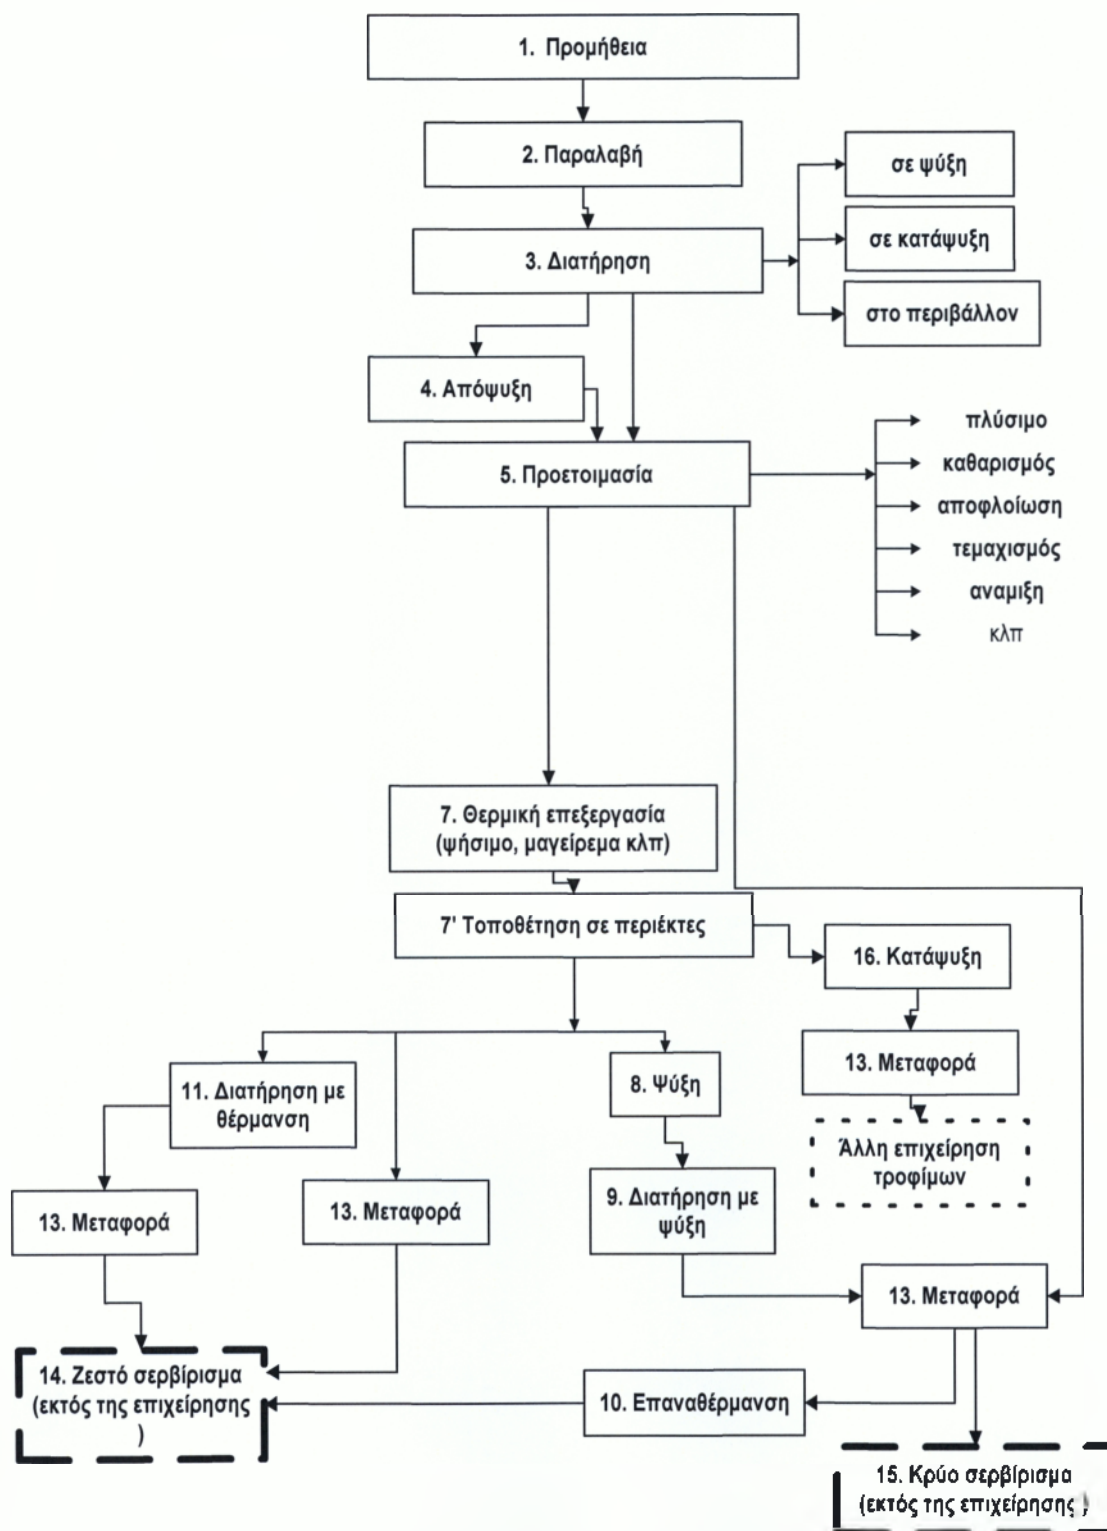 1. Προμήθεια
2. Παραλαβή
σε ψύξη
σε κατάψυξη
3. Διατήρηση
στο περιβάλλον
4. Απόψυξη
πλύσιμο
5. Προετοιμασία
καθαρισμός
αποφλοίωση
τεμαχισμός
αναμιξη
κλπ
7. Θερμική επεξεργασία
(ψήσιμο, μαγείρεμα κλπ)
7' Τοποθέτηση σε περιέκτες
16. Κατάψυξη
13. Μεταφορά
11. Διατήρηση με
θέρμανση
8. Ψύξη
Άλλη επιχείρηση
τροφίμων
13. Μεταφορά
13. Μεταφορά
9. Διατήρηση με
ψύξη
13. Μεταφορά
14. Ζεστό σερβίρισμα
(εκτός της επιχείρησης
)
10. Επαναθέρμανση
15. Κρύο σερβίρισμα
(εκτός της επιχείρησης )